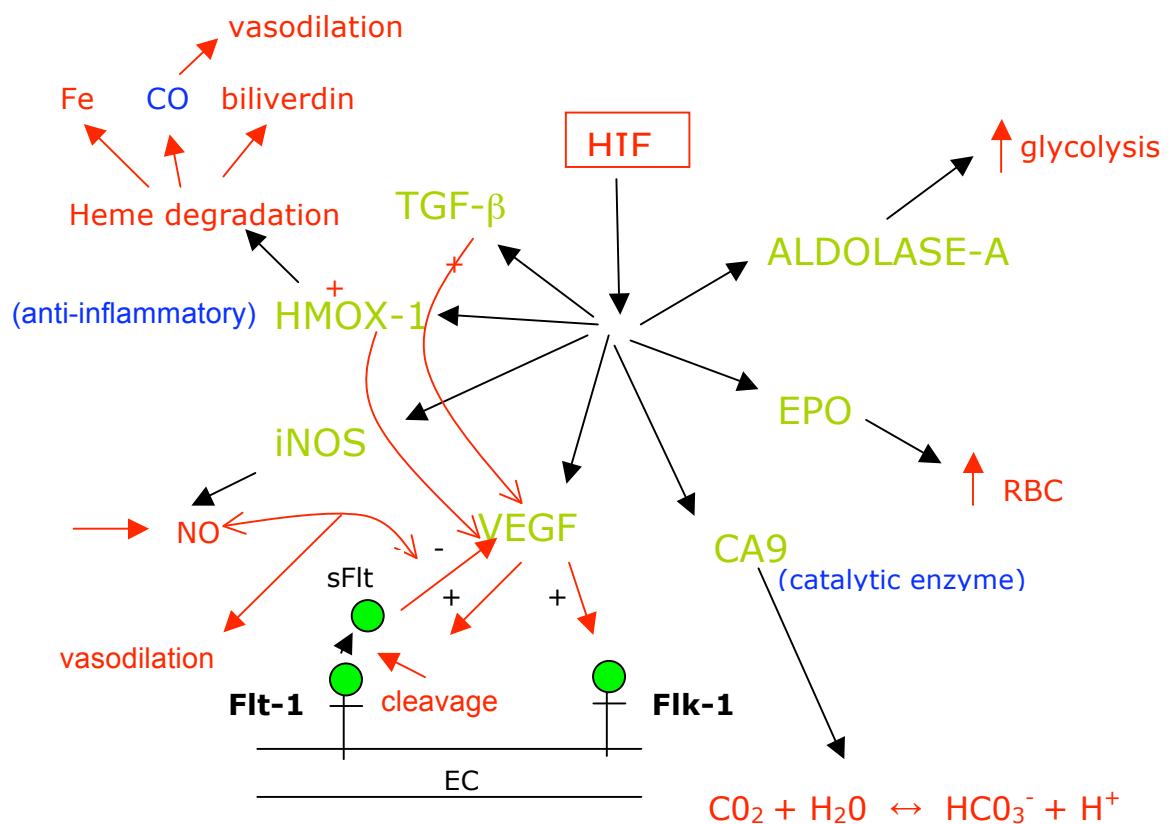 vasodilation
Fe CO biliverdin
HIF
glycolysis
TGF-β
Heme degradation
+
ALDOLASE-A
+
(anti-inflammatory) HMOX-1
EPO
iNOS
RBC
NO
VEGF
- -
CA9
(catalytic enzyme)
sFlt
+ +
vasodilation
Flt-1
cleavage
Flk-1
EC
C0₂ + H₂0 ↔ HC0₃⁻ + H⁺